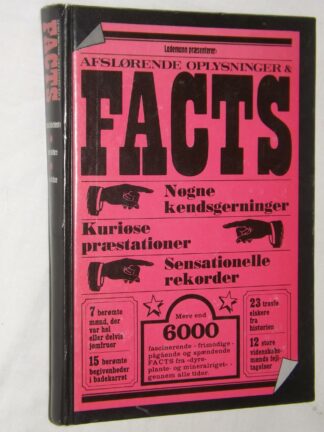 Lademann præsenterer:
AFSLØRENDE OPLYSNINGER &
FACTS
Nøgne
kendsgerninger
Kuriøse
præstationer
Sensationelle
rekorder
7 berømte
mænd, der
var hel
eller delvis
jomfruer
15 berømte
begivenheder
i badekarret
Mere end
6000
fascinerende - frimodige -
pågående og spændende
FACTS fra -dyre-
plante- og mineralriget-
gennem alle tider.
23 trofaste
elskere
fra
historien
12 store
videnskabs-
mænds fejl-
tagelser
FACTS